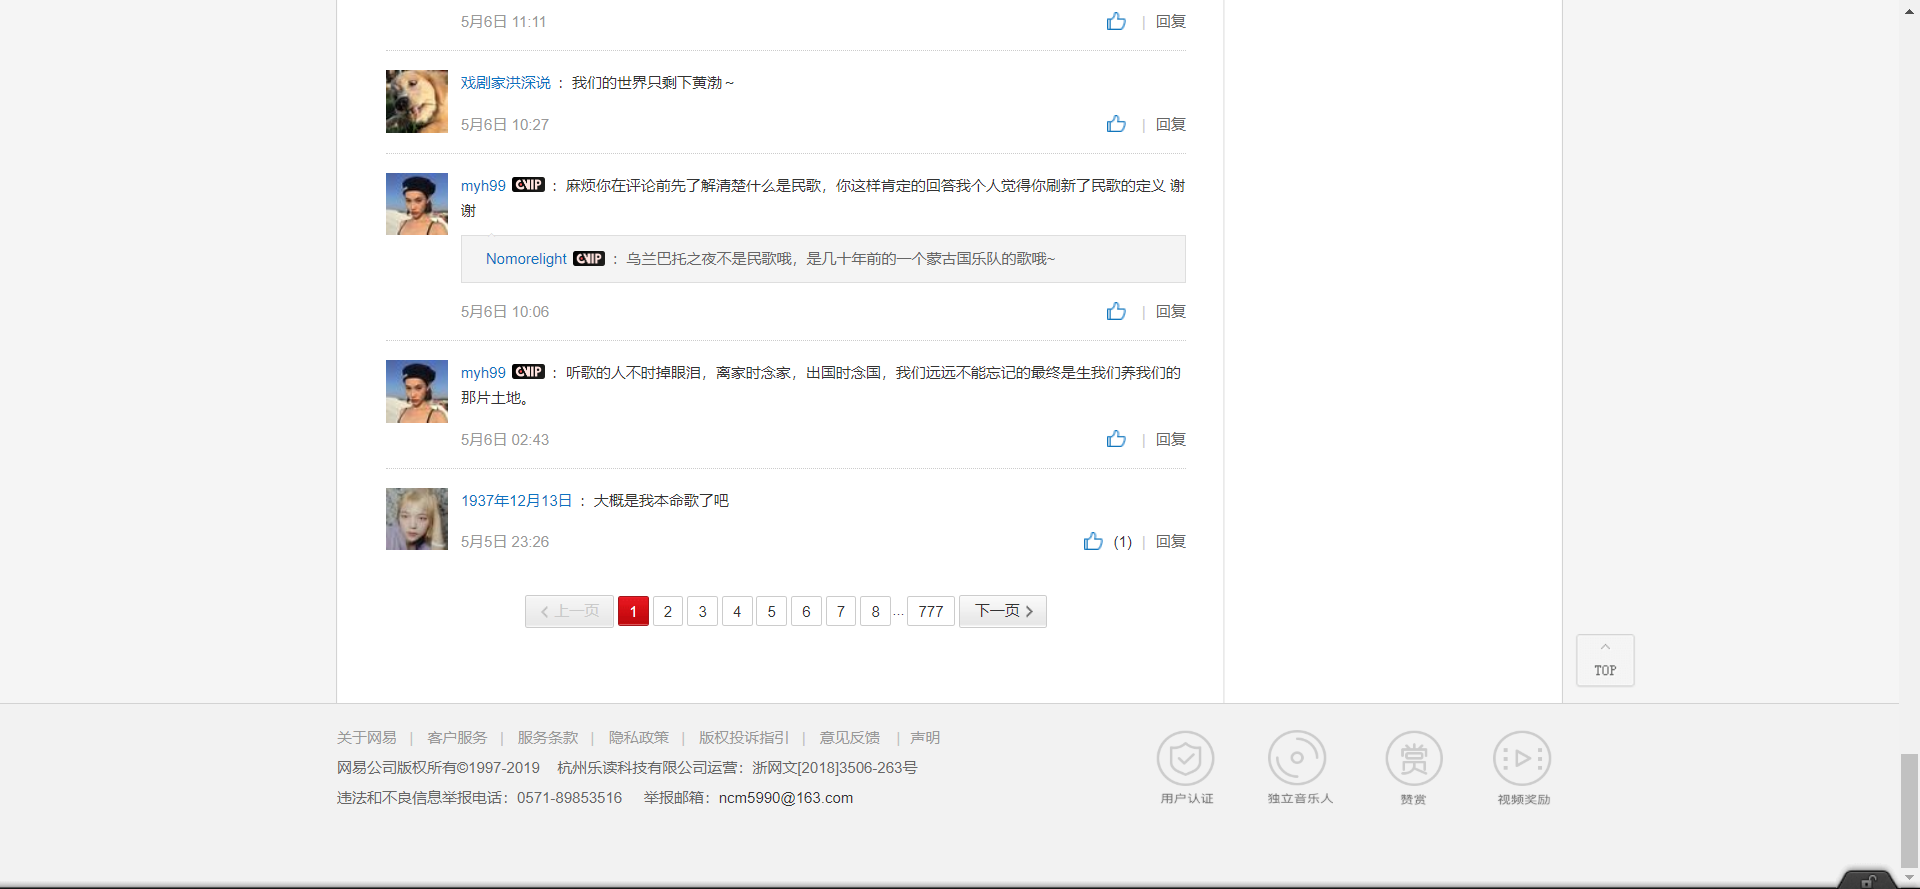 5月6日 11:11 | 回复
戏剧家洪深说 ： 我们的世界只剩下黄渤～
5月6日 10:27 | 回复
myh99 CVIP ： 麻烦你在评论前先了解清楚什么是民歌，你这样肯定的回答我个人觉得你刷新了民歌的定义 谢
谢
Nomorelight CVIP ： 乌兰巴托之夜不是民歌哦，是几十年前的一个蒙古国乐队的歌哦~
5月6日 10:06 | 回复
myh99 CVIP ： 听歌的人不时掉眼泪，离家时念家，出国时念国，我们远远不能忘记的最终是生我们养我们的
那片土地。
5月6日 02:43 | 回复
1937年12月13日 ： 大概是我本命歌了吧
5月5日 23:26 (1) | 回复
上一页 1 2 3 4 5 6 7 8 ... 777 下一页
TOP
关于网易 | 客户服务 | 服务条款 | 隐私政策 | 版权投诉指引 | 意见反馈 | 声明
网易公司版权所有©1997-2019 杭州乐读科技有限公司运营：浙网文[2018]3506-263号
违法和不良信息举报电话：0571-89853516 举报邮箱：ncm5990@163.com
赏
用户认证 独立音乐人 赞赏 视频奖励